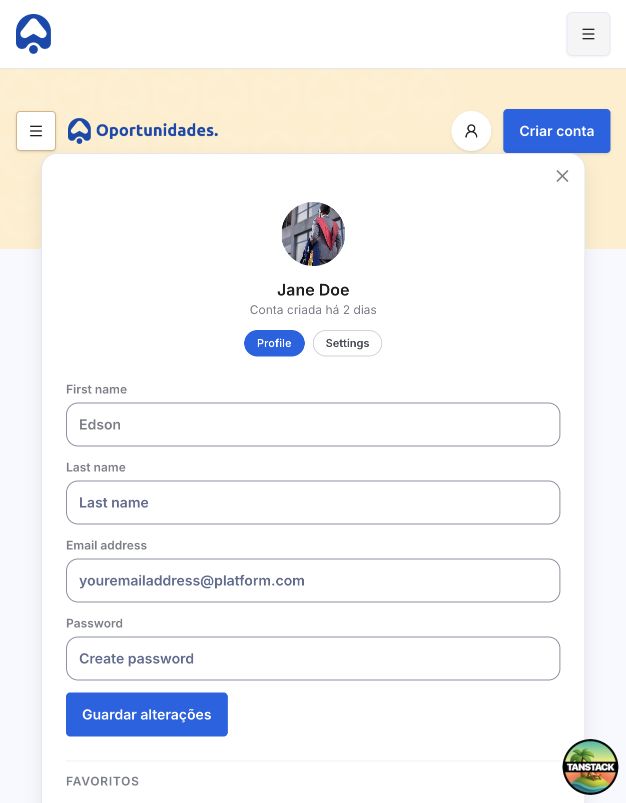 Oportunidades.
Criar conta
Jane Doe
Conta criada há 2 dias
Profile
Settings
First name
Edson
Last name
Last name
Email address
youremailaddress@platform.com
Password
Create password
Guardar alterações
TANSTACK
FAVORITOS